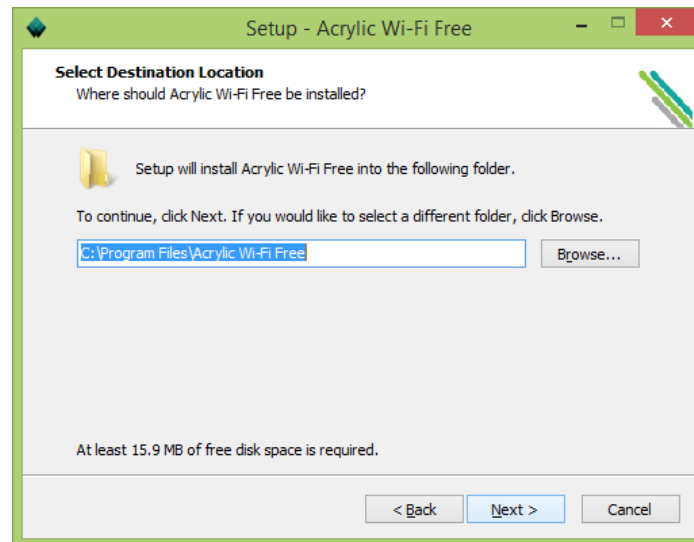 Setup - Acrylic Wi-Fi Free
Select Destination Location
Where should Acrylic Wi-Fi Free be installed?
Setup will install Acrylic Wi-Fi Free into the following folder.
To continue, click Next. If you would like to select a different folder, click Browse.
C:\Program Files\Acrylic Wi-Fi Free
Browse...
At least 15.9 MB of free disk space is required.
< Back Next > Cancel